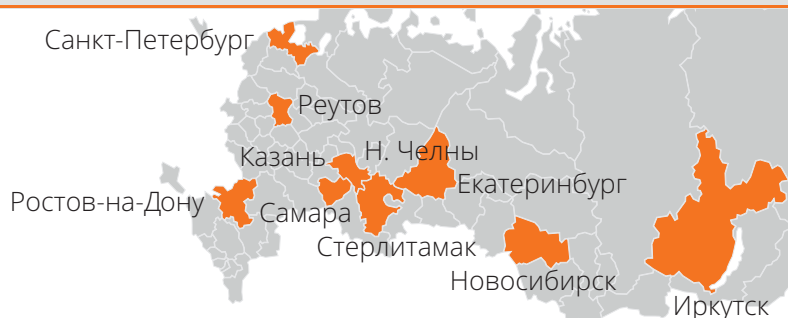 Санкт-Петербург
Реутов
Казань
Н. Челны
Екатеринбург
Ростов-на-Дону
Самара
Стерлитамак
Новосибирск
Иркутск